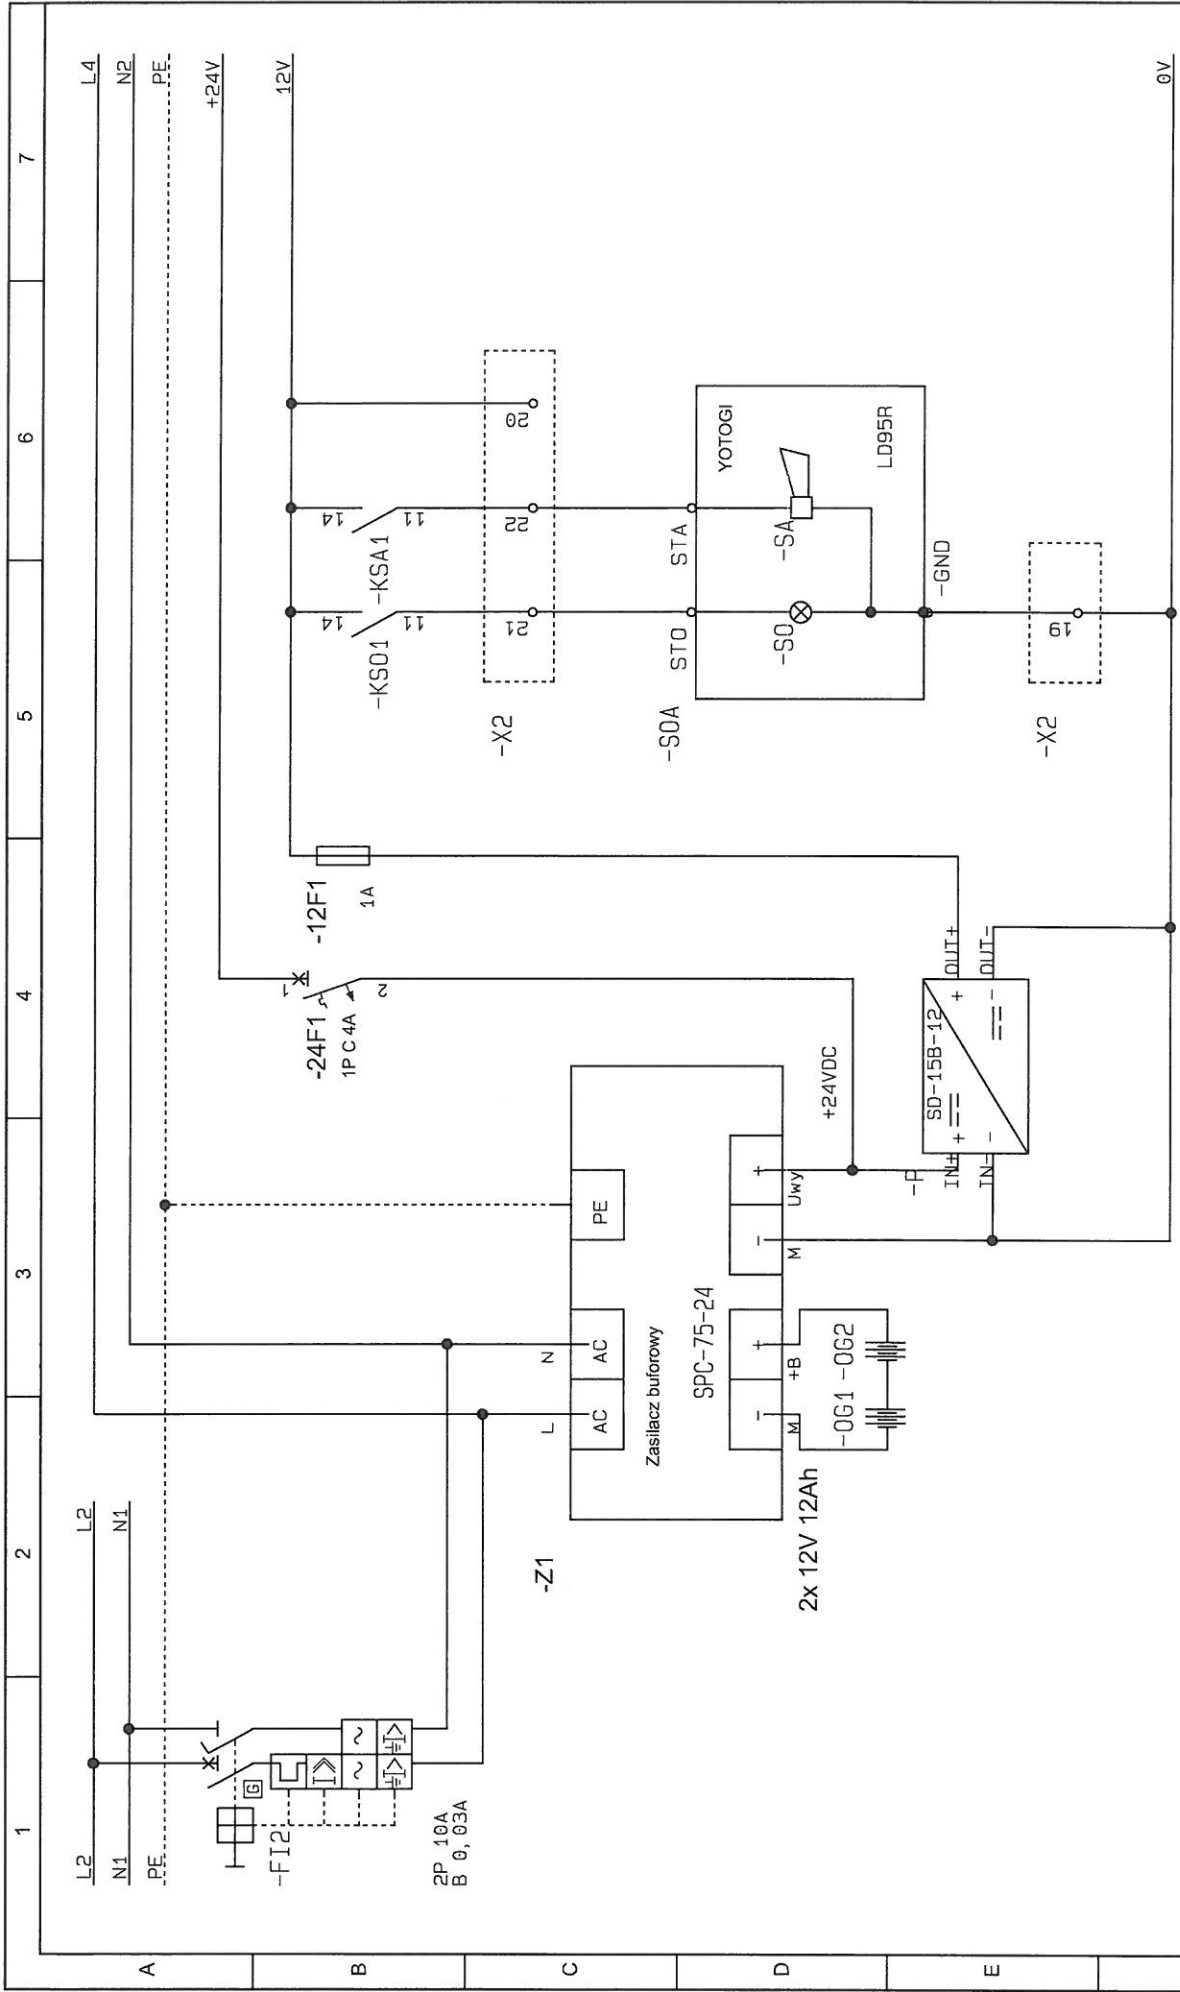 1 2 3 4 5 6 7
A
B
C
D
E
L2
N1
PE
L2
N1
L4
N2
PE
+24V
12V
0V
-FI2
G
2P 10A
B 0,03A
-Z1
L
N
AC
AC
PE
Zasilacz buforowy
SPC-75-24
-
+
-
+
M
+B
M
Uwy
+24VDC
2x 12V 12Ah
-OG1
-OG2
-24F1
1P C 4A
1
2
-12F1
1A
-P
SD-15B-12
IN+
IN-
OUT+
OUT-
+
-
+
-
-KSO1
14
11
-KSA1
14
11
-X2
21
22
20
-SOA
STO
STA
YOTOGI
LD95R
-SO
-SA
-GND
-X2
19